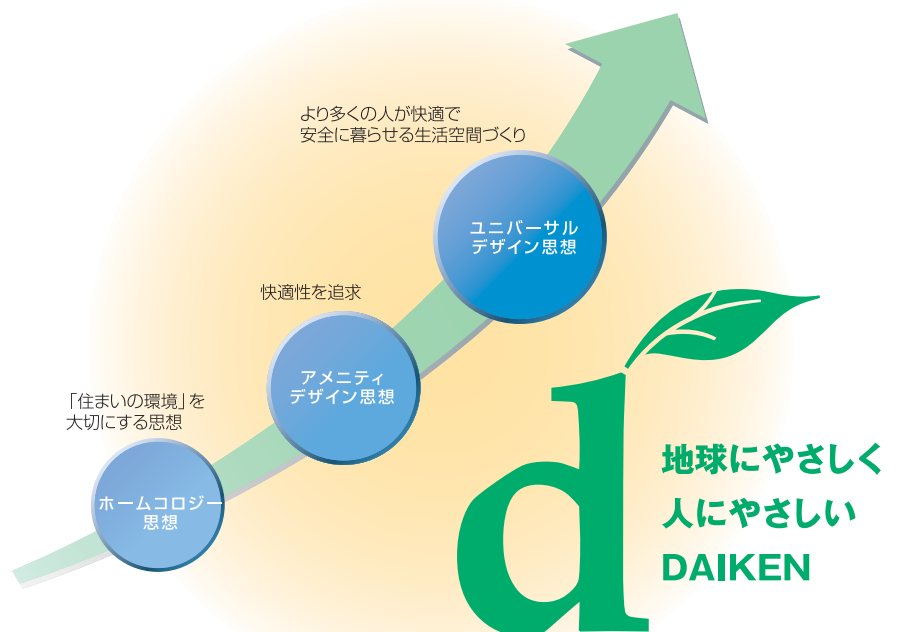 より多くの人が快適で
安全に暮らせる生活空間づくり
ユニバーサル
デザイン思想
快適性を追求
アメニティ
デザイン思想
「住まいの環境」を
大切にする思想
ホームコロジー
思想
d
地球にやさしく
人にやさしい
DAIKEN